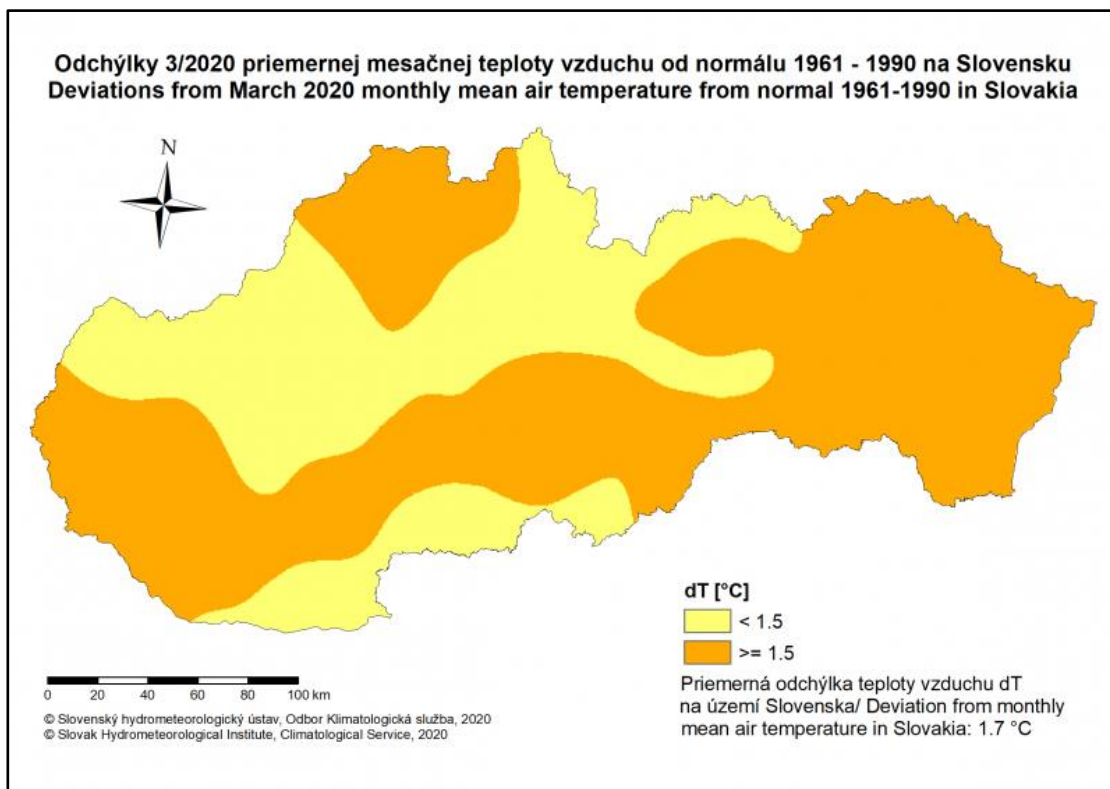 Odchýlky 3/2020 priemernej mesačnej teploty vzduchu od normálu 1961 - 1990 na Slovensku
Deviations from March 2020 monthly mean air temperature from normal 1961-1990 in Slovakia
N
dT [°C]
< 1.5
>= 1.5
Priemerná odchýlka teploty vzduchu dT
na území Slovenska/ Deviation from monthly
mean air temperature in Slovakia: 1.7 °C
0 20 40 60 80 100 km
© Slovenský hydrometeorologický ústav, Odbor Klimatologická služba, 2020
© Slovak Hydrometeorological Institute, Climatological Service, 2020